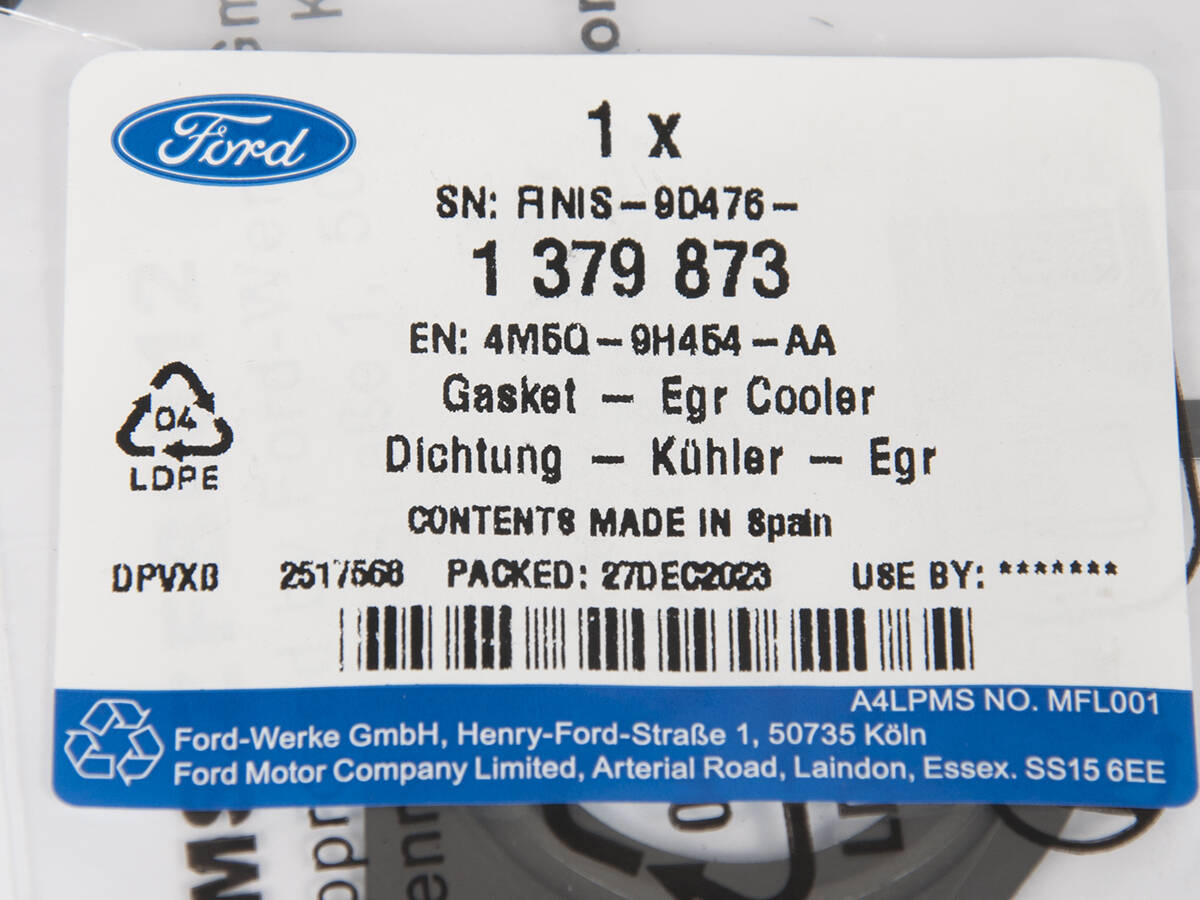 Ford
1 x
SN: FINIS-9D476-
1 379 873
EN: 4M5Q-9H454-AA
Gasket - Egr Cooler
Dichtung - Kühler - Egr
04
LDPE
CONTENTS MADE IN Spain
DPVXB 2517568 PACKED: 27DEC2023 USE BY: *******
A4LPMS NO. MFL001
Ford-Werke GmbH, Henry-Ford-Straße 1, 50735 Köln
Ford Motor Company Limited, Arterial Road, Laindon, Essex. SS15 6EE